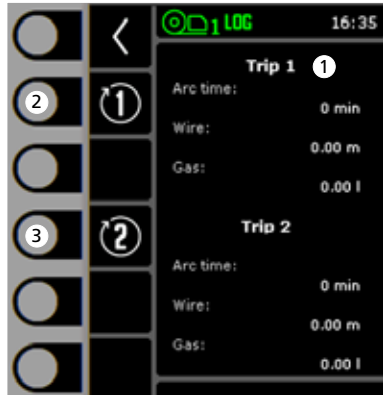 1 LOG 16:35
Trip 1 1
Arc time:
2 1
0 min
Wire:
0.00 m
Gas:
0.00 l
3 2
Trip 2
Arc time:
0 min
Wire:
0.00 m
Gas:
0.00 l